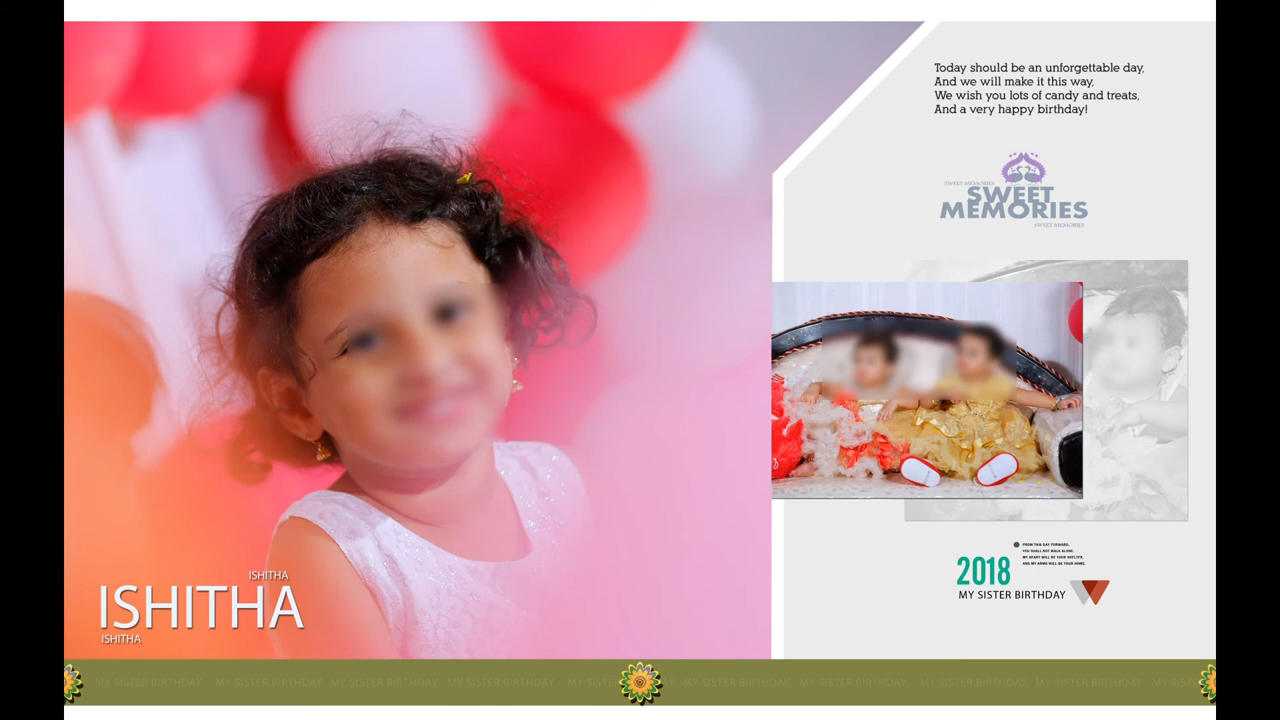 Today should be an unforgettable day,
And we will make it this way,
We wish you lots of candy and treats,
And a very happy birthday!
SWEET MEMORIES
SWEET
MEMORIES
SWEET MEMORIES
ISHITHA
ISHITHA
ISHITHA
FROM THIS DAY FORWARD,
YOU SHALL NOT WALK ALONE.
MY HEART WILL BE YOUR SHELTER,
AND MY ARMS WILL BE YOUR HOME.
2018
MY SISTER BIRTHDAY
MY SISTER BIRTHDAY MY SISTER BIRTHDAY MY SISTER BIRTHDAY MY SISTER BIRTHDAY MY SISTER BIRTHDAY MY SISTER BIRTHDAY MY SISTER BIRTHDAY MY SISTER BIRTHDAY